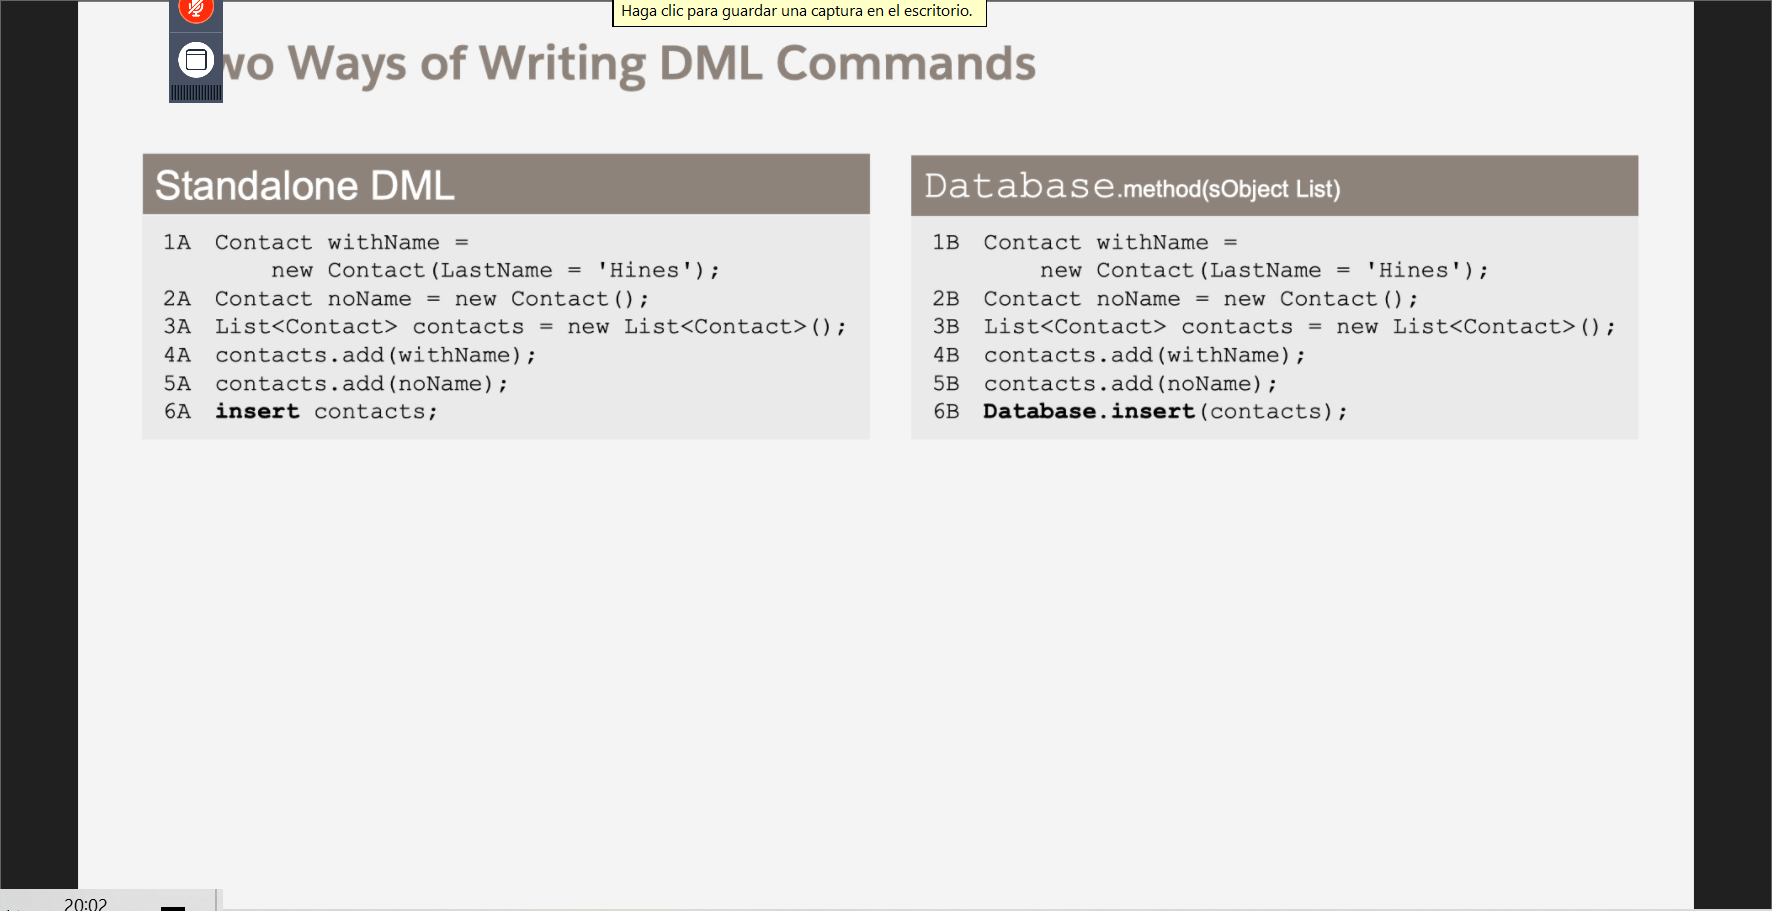 Haga clic para guardar una captura en el escritorio.
wo Ways of Writing DML Commands
Standalone DML
1A Contact withName =
new Contact(LastName = 'Hines');
2A Contact noName = new Contact();
3A List<Contact> contacts = new List<Contact>();
4A contacts.add(withName);
5A contacts.add(noName);
6A insert contacts;
Database.method(sObject List)
1B Contact withName =
new Contact(LastName = 'Hines');
2B Contact noName = new Contact();
3B List<Contact> contacts = new List<Contact>();
4B contacts.add(withName);
5B contacts.add(noName);
6B Database.insert(contacts);
20:02